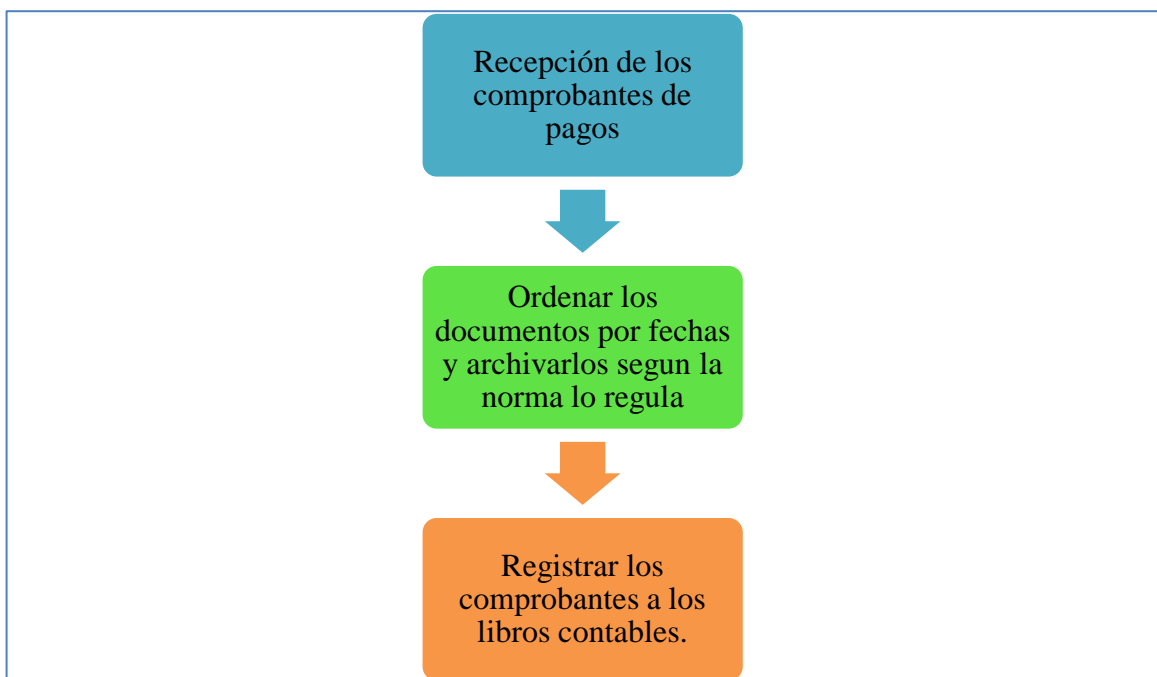 Recepción de los
comprobantes de
pagos
Ordenar los
documentos por fechas
y archivarlos segun la
norma lo regula
Registrar los
comprobantes a los
libros contables.